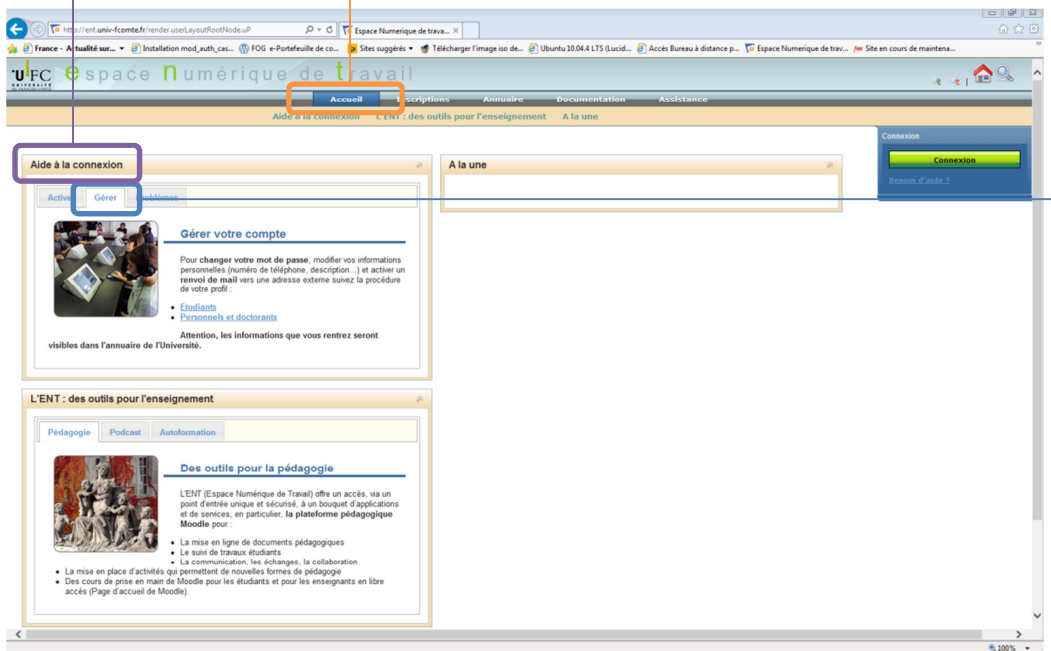 http://ent.univ-fcomte.fr/render.userLayoutRootNode.uP
Espace Numerique de trava...
France - Actualité sur...
Installation mod_auth_cas...
FOG e-Portefeuille de co...
Sites suggérés
Télécharger l'image iso de...
Ubuntu 10.04.4 LTS (Lucid...
Accès Bureau à distance p...
Espace Numerique de trav...
Site en cours de maintena...
UFC
espace numérique de travail
Accueil
Inscriptions
Annuaire
Documentation
Assistance
Aide à la connexion
L'ENT : des outils pour l'enseignement
A la une
Connexion
Connexion
Besoin d'aide ?
Aide à la connexion
Gérer
Problèmes
Gérer votre compte
Pour changer votre mot de passe, modifier vos informations
personnelles (numéro de téléphone, description...) et activer un
renvoi de mail vers une adresse externe suivez la procédure
de votre profil :
Etudiants
Personnels et doctorants
Attention, les informations que vous rentrez seront
visibles dans l'annuaire de l'Université.
A la une
L'ENT : des outils pour l'enseignement
Pédagogie
Podcast
Autoformation
Des outils pour la pédagogie
L'ENT (Espace Numérique de Travail) offre un accés, via un
point d'entrée unique et sécurisé, à un bouquet d'applications
et de services, en particulier, la plateforme pédagogique
Moodle pour :
La mise en ligne de documents pédagogiques
Le suivi de travaux étudiants
La communication, les échanges, la collaboration
La mise en place d'activités qui permettent de nouvelles formes de pédagogie
Des cours de prise en main de Moodle pour les étudiants et pour les enseignants en libre
accés (Page d'accueil de Moodle).
100%